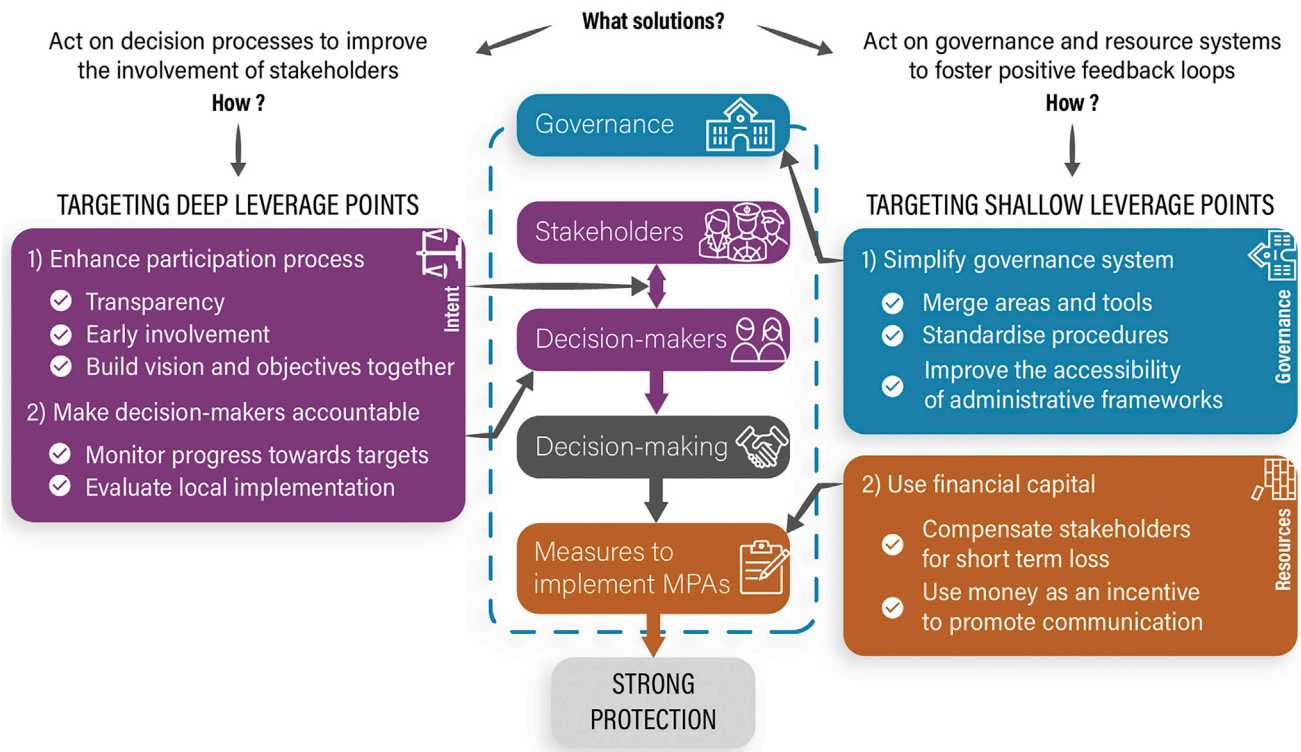 What solutions?
Act on decision processes to improve
the involvement of stakeholders
How ?
TARGETING DEEP LEVERAGE POINTS
Intent
1) Enhance participation process
Transparency
Early involvement
Build vision and objectives together
2) Make decision-makers accountable
Monitor progress towards targets
Evaluate local implementation
Governance
Stakeholders
Decision-makers
Decision-making
Measures to
implement MPAs
STRONG
PROTECTION
Act on governance and resource systems
to foster positive feedback loops
How ?
TARGETING SHALLOW LEVERAGE POINTS
Governance
1) Simplify governance system
Merge areas and tools
Standardise procedures
Improve the accessibility
of administrative frameworks
Resources
2) Use financial capital
Compensate stakeholders
for short term loss
Use money as an incentive
to promote communication